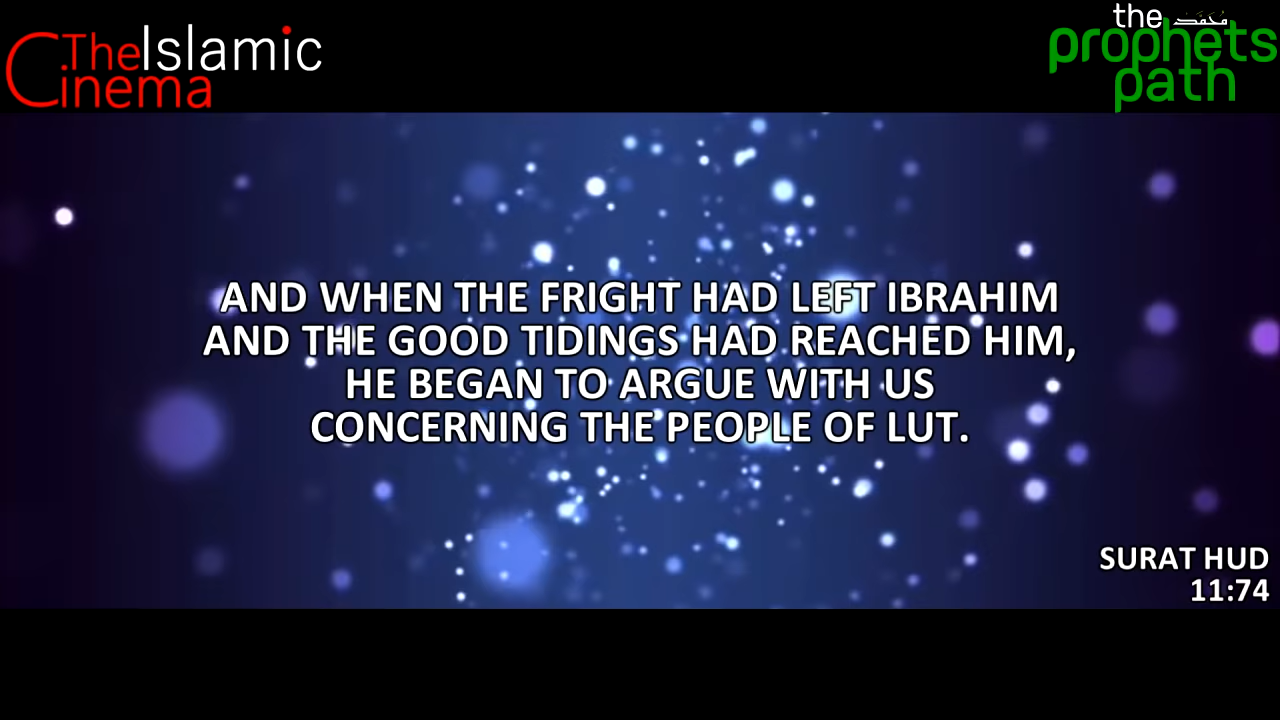 TheIslamic
Cinema
the محمد
prophets
path
AND WHEN THE FRIGHT HAD LEFT IBRAHIM
AND THE GOOD TIDINGS HAD REACHED HIM,
HE BEGAN TO ARGUE WITH US
CONCERNING THE PEOPLE OF LUT.
SURAT HUD
11:74